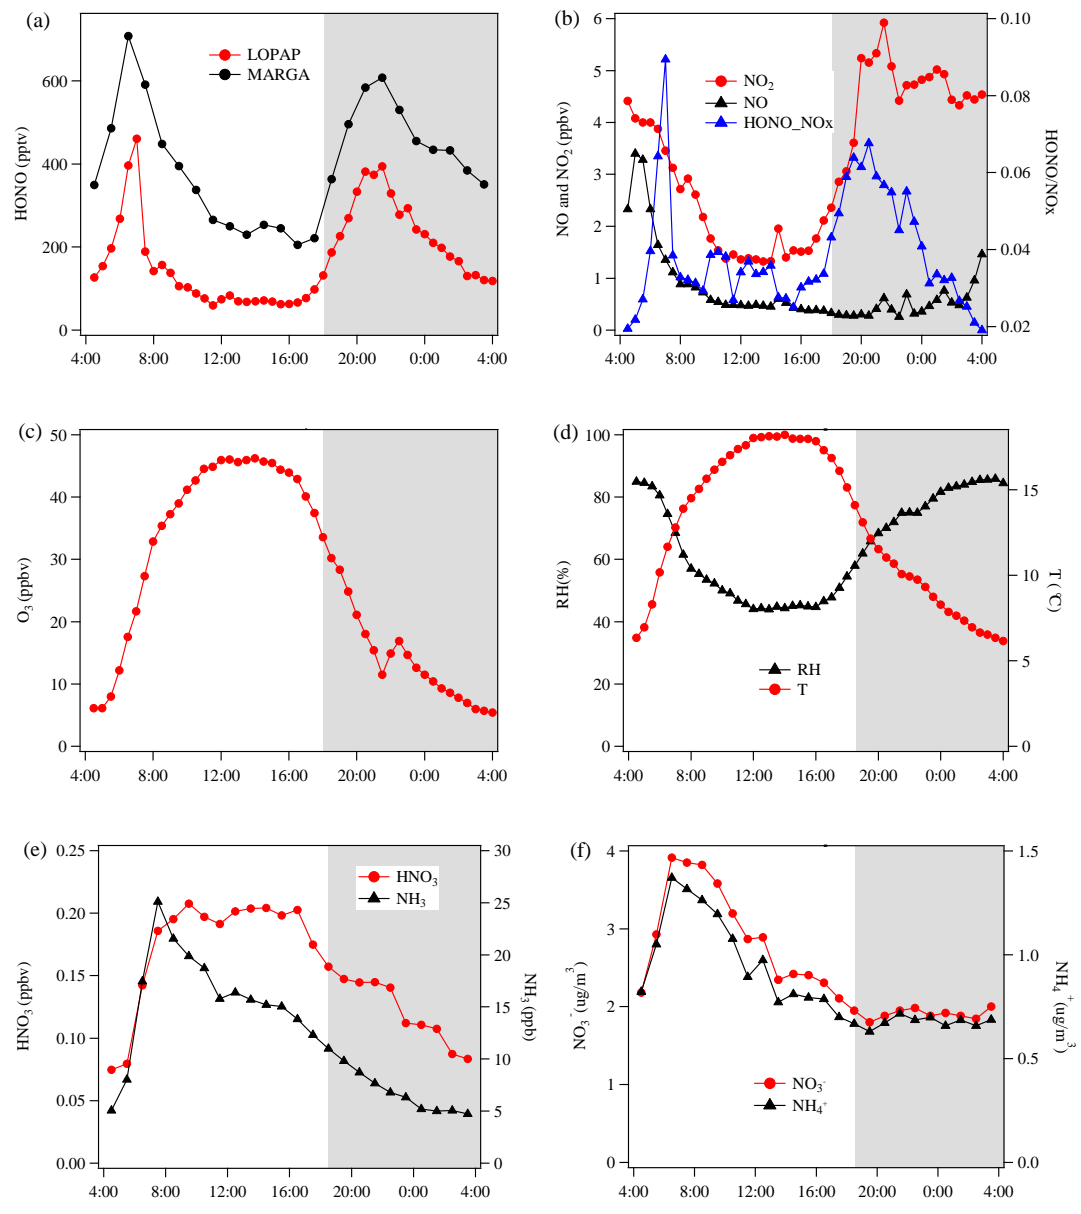 (a)
LOPAP
MARGA
HONO (pptv)
600
400
200
0
4:00 8:00 12:00 16:00 20:00 0:00 4:00
(b)
NO2
NO
HONO_NOx
NO and NO2 (ppbv)
6
5
4
3
2
1
0
HONO/NOx
0.10
0.08
0.06
0.04
0.02
4:00 8:00 12:00 16:00 20:00 0:00 4:00
(c)
O3 (ppbv)
50
40
30
20
10
0
4:00 8:00 12:00 16:00 20:00 0:00 4:00
(d)
RH(%)
100
80
60
40
20
0
RH
T
T (℃)
15
10
5
0
4:00 8:00 12:00 16:00 20:00 0:00 4:00
(e)
HNO3
NH3
HNO3 (ppbv)
0.25
0.20
0.15
0.10
0.05
0.00
NH3 (ppb)
30
25
20
15
10
5
0
4:00 8:00 12:00 16:00 20:00 0:00 4:00
(f)
NO3- (ug/m3)
4
3
2
1
0
NO3-
NH4+
NH4+ (ug/m3)
1.5
1.0
0.5
0.0
4:00 8:00 12:00 16:00 20:00 0:00 4:00